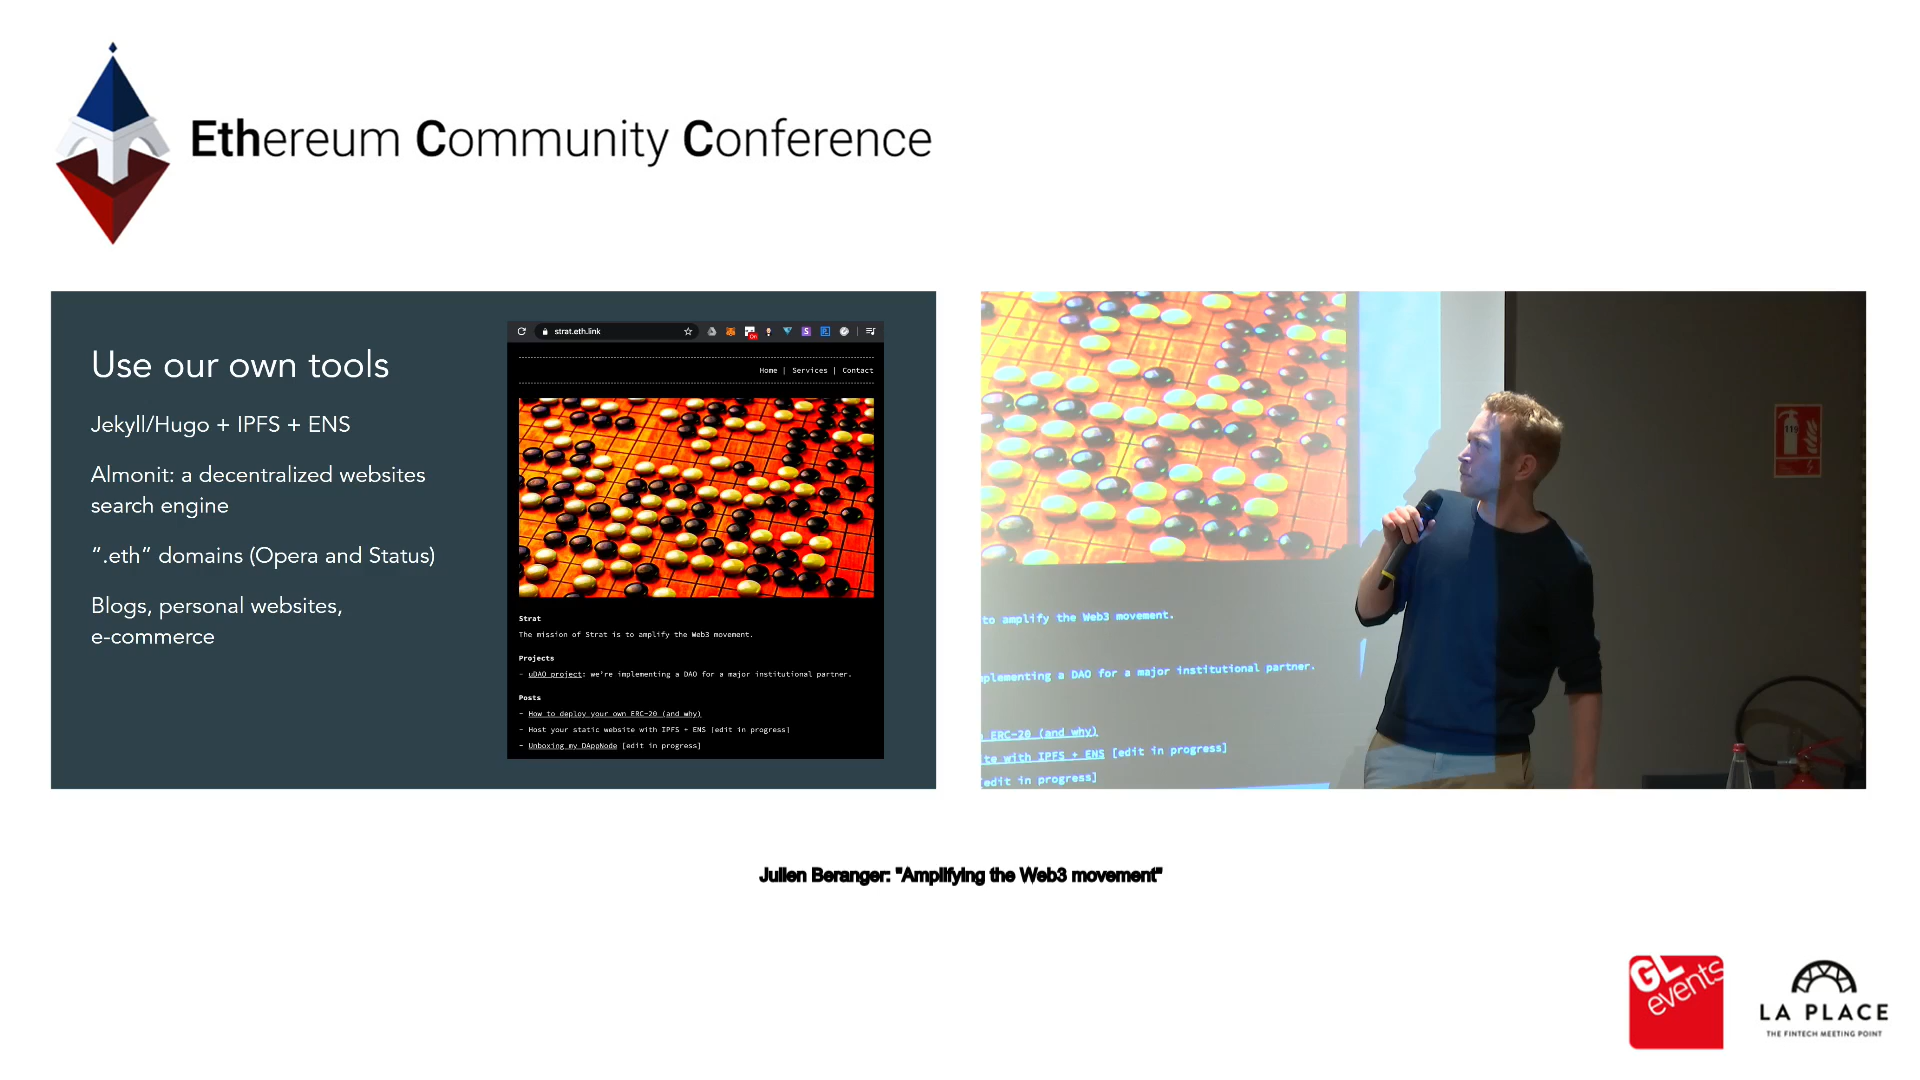 Ethereum Community Conference
Use our own tools
Jekyll/Hugo + IPFS + ENS
Almonit: a decentralized websites
search engine
“.eth” domains (Opera and Status)
Blogs, personal websites,
e-commerce
strat.eth.link
On
Home | Services | Contact
Strat
The mission of Strat is to amplify the Web3 movement.
Projects
- uDAO project: we're implementing a DAO for a major institutional partner.
Posts
- How to deploy your own ERC-20 (and why)
- Host your static website with IPFS + ENS [edit in progress]
- Unboxing my DAppNode [edit in progress]
to amplify the Web3 movement.
plementing a DAO for a major institutional partner.
ERC-20 (and why)
te with IPFS + ENS [edit in progress]
[edit in progress]
Julien Beranger: "Amplifying the Web3 movement"
GL
events
LA PLACE
THE FINTECH MEETING POINT